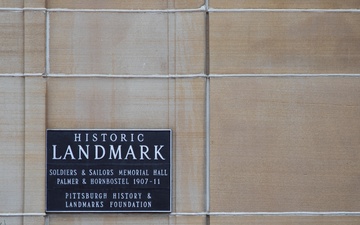 HISTORIC
LANDMARK
SOLDIERS & SAILORS MEMORIAL HALL
PALMER & HORNBOSTEL 1907-11
PITTSBURGH HISTORY &
LANDMARKS FOUNDATION